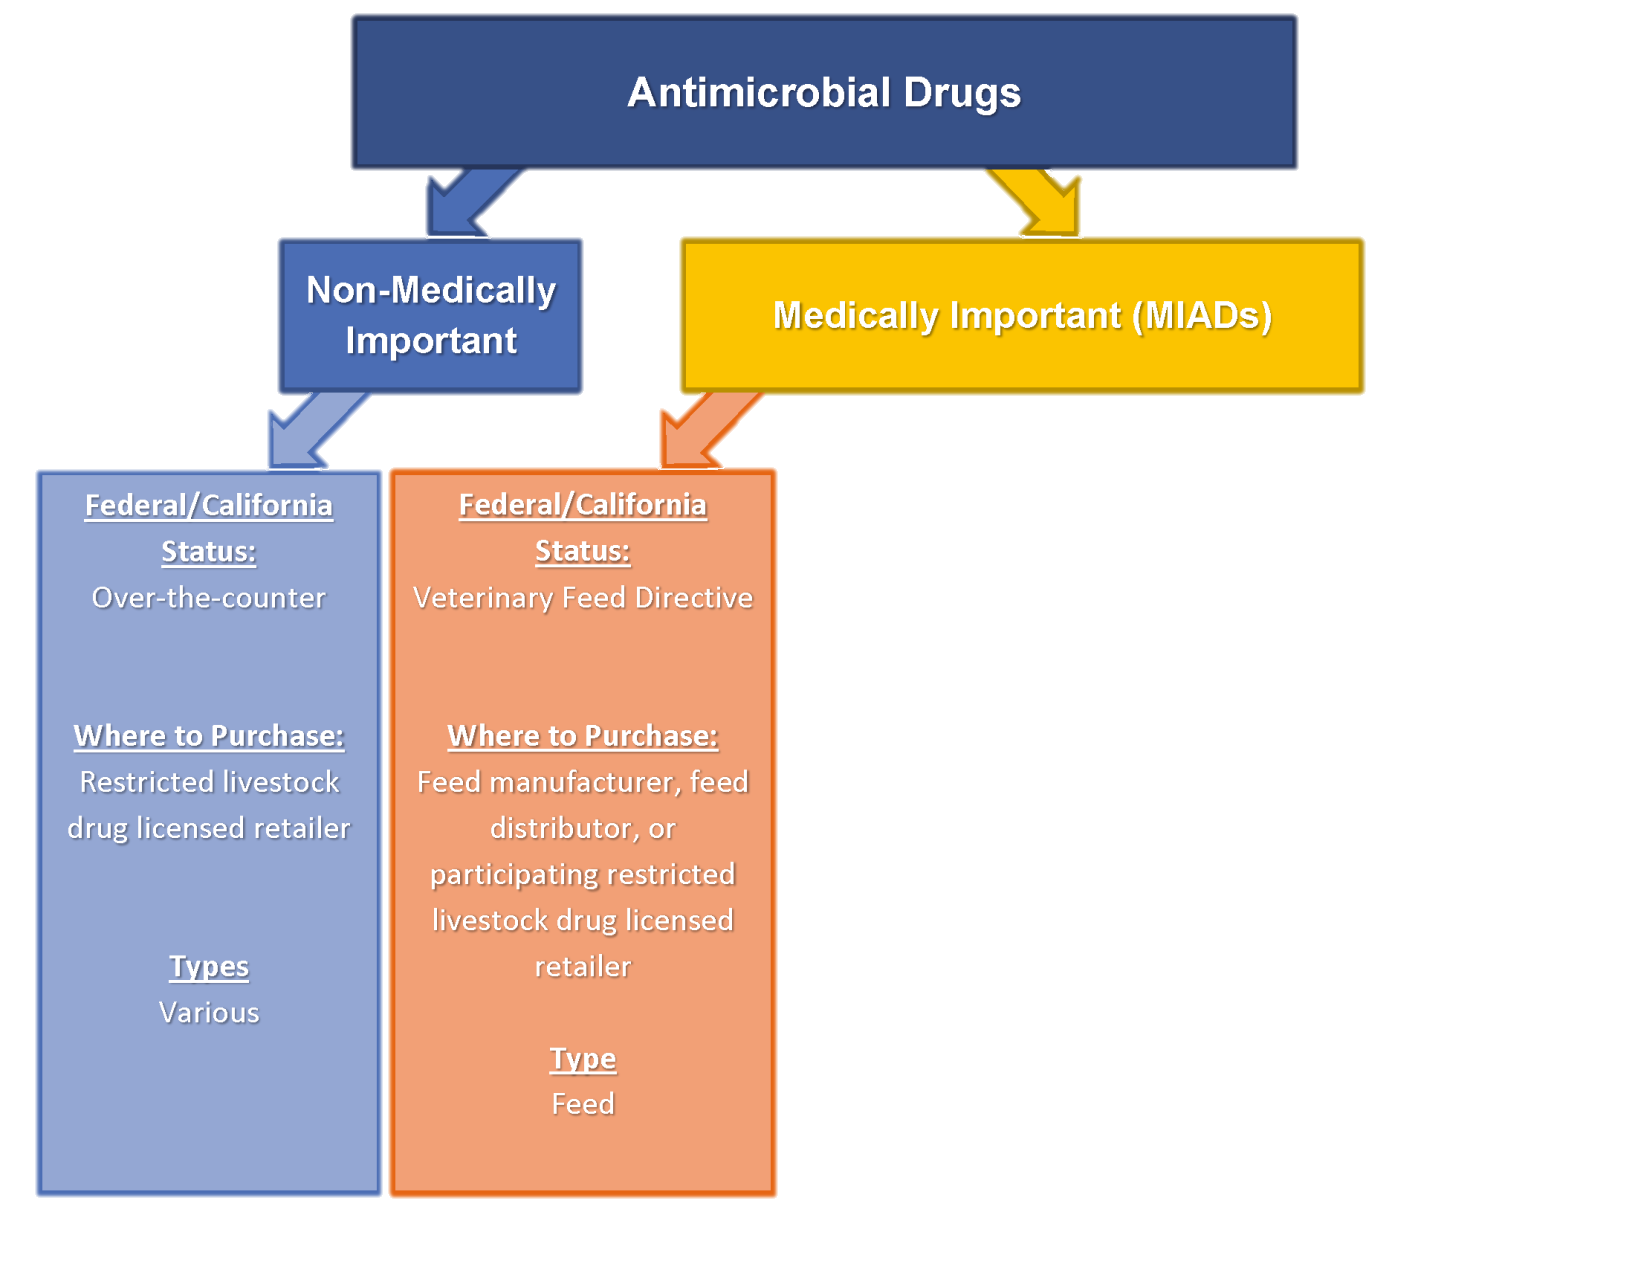 Antimicrobial Drugs
Non-Medically
Important
Medically Important (MIADs)
Federal/California
Status:
Over-the-counter
Where to Purchase:
Restricted livestock
drug licensed retailer
Types
Various
Federal/California
Status:
Veterinary Feed Directive
Where to Purchase:
Feed manufacturer, feed
distributor, or
participating restricted
livestock drug licensed
retailer
Type
Feed